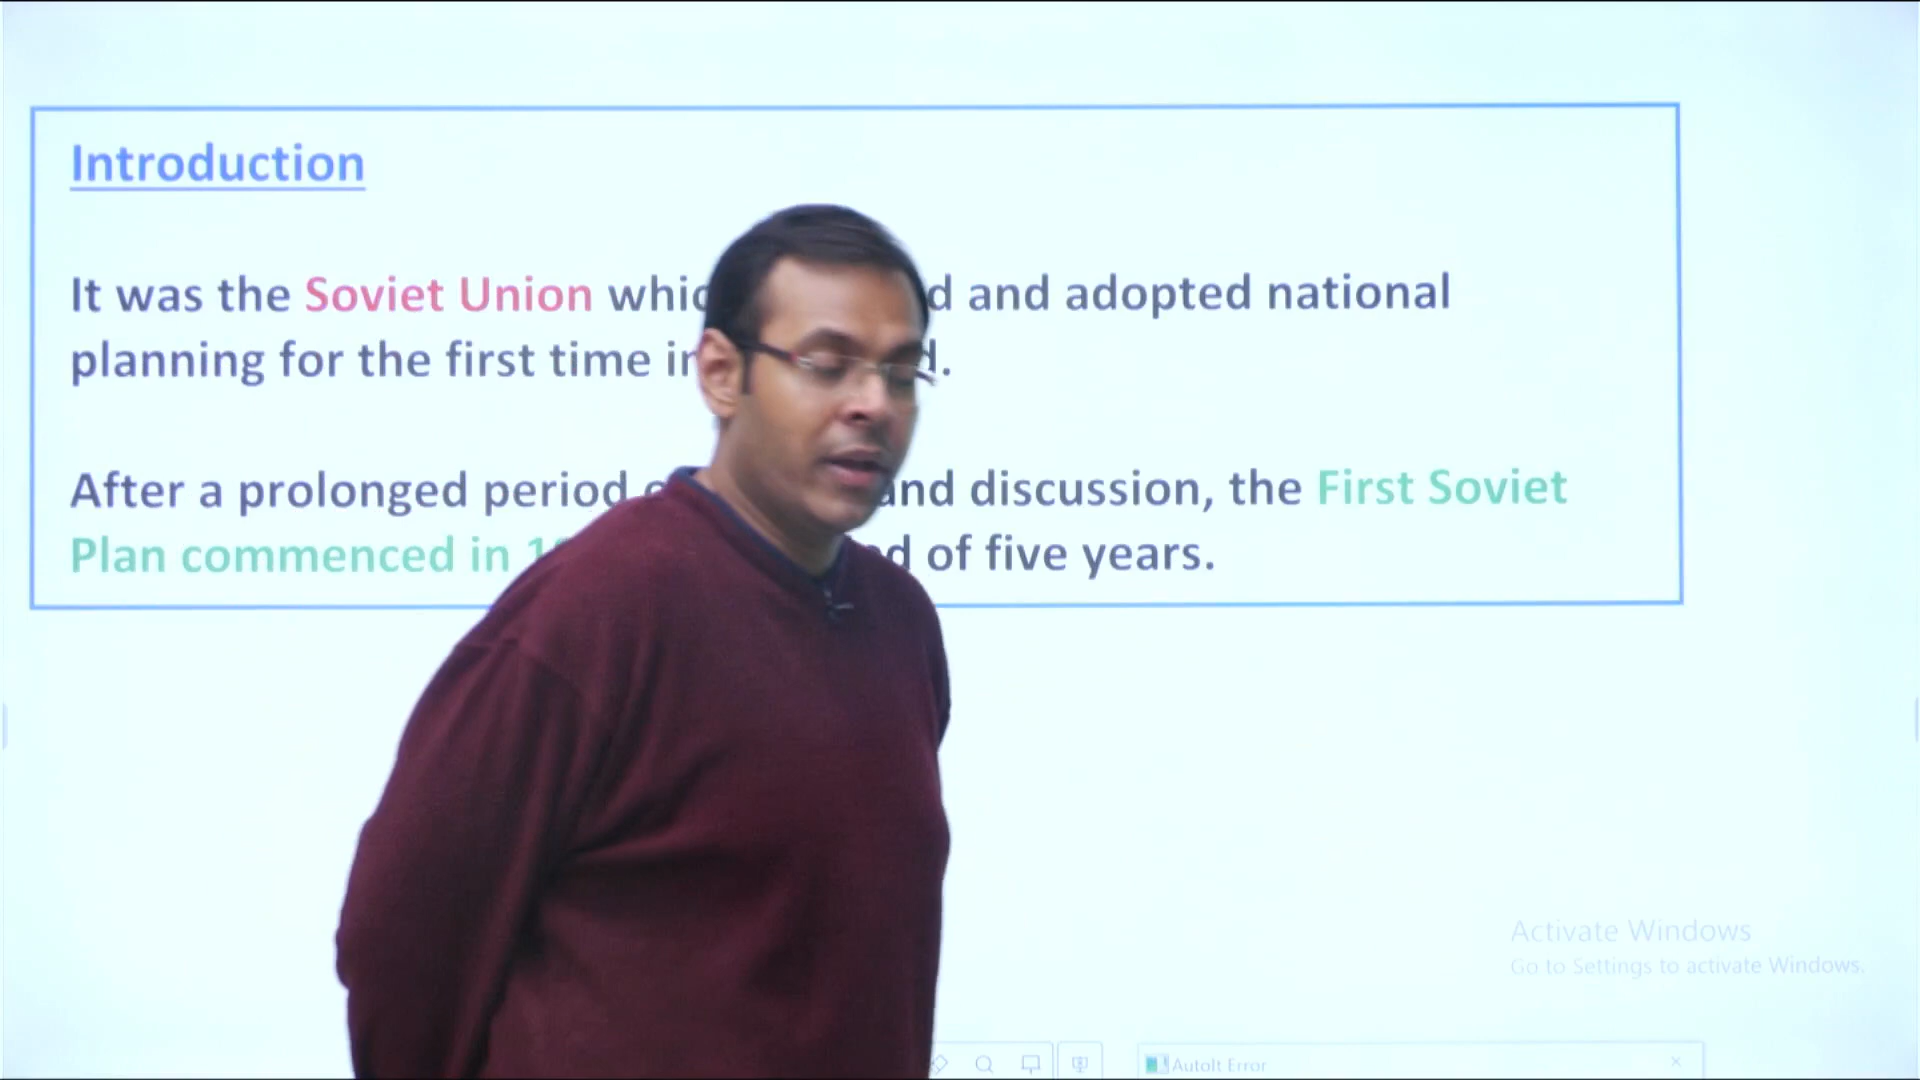 Introduction
It was the Soviet Union and adopted national
planning for the first time
After a prolonged period and discussion, the First Soviet
Plan commenced in of five years.
Activate Windows
Go to Settings to activate Windows.
AutoIt Error